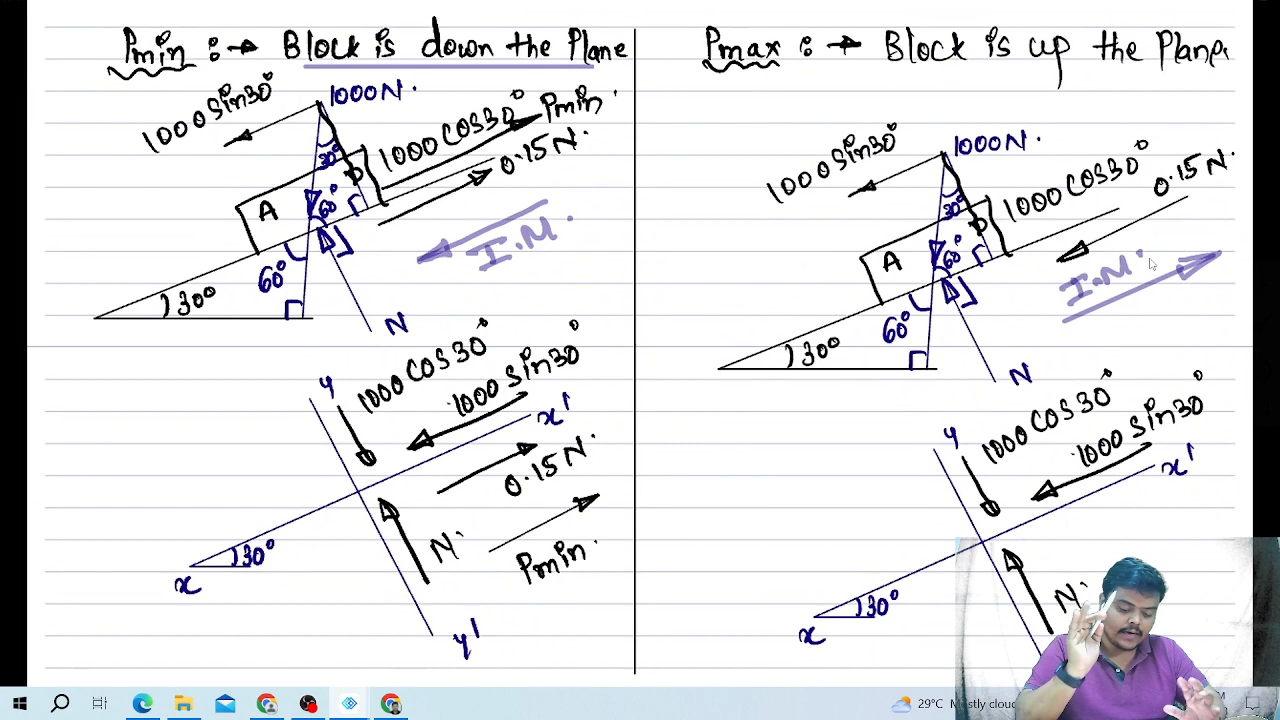 Pmin :→ Block is down the Plane
1000 Sin30°
1000N.
1000 COS30°
Pmin.
0.15N.
30°
60°
A
I.M.
60°
30°
N
y
1000 COS30°
1000 Sin30°
x'
0.15N.
N.
Pmin.
30°
x
y'
Pmax :→ Block is up the Plane
1000 Sin30°
1000N.
1000 COS30°
0.15N.
30°
60°
A
I.M.
60°
30°
N
y
1000 COS30°
1000 Sin30°
x'
N.
30°
x
29°C Mostly clou